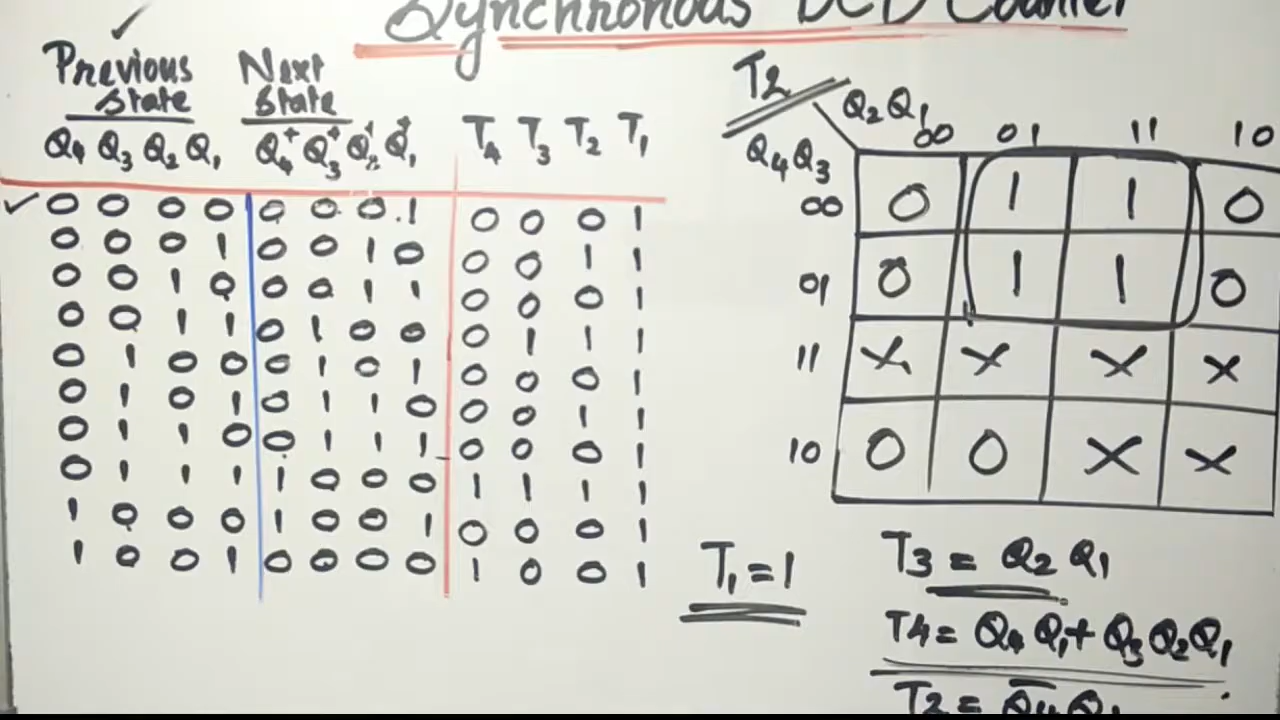 Synchronous BCD Counter
Previous state Next state
Q4 Q3 Q2 Q1 Q4+ Q3+ Q2+ Q1+ T4 T3 T2 T1
0 0 0 0 0 0 0 1 0 0 0 1
0 0 0 1 0 0 1 0 0 0 1 1
0 0 1 0 0 0 1 1 0 0 0 1
0 0 1 1 0 1 0 0 0 1 1 1
0 1 0 0 0 1 0 1 0 0 0 1
0 1 0 1 0 1 1 0 0 0 1 1
0 1 1 0 0 1 1 1 0 0 0 1
0 1 1 1 1 0 0 0 1 1 1 1
1 0 0 0 1 0 0 1 0 0 0 1
1 0 0 1 0 0 0 0 1 0 0 1
T2
Q2Q1
Q4Q3
00 01 11 10
00 0 1 1 0
01 0 1 1 0
11 X X X X
10 0 0 X X
T1 = 1
T3 = Q2 Q1
T4 = Q4 Q1 + Q3 Q2 Q1
T2 = Q̅4 Q1